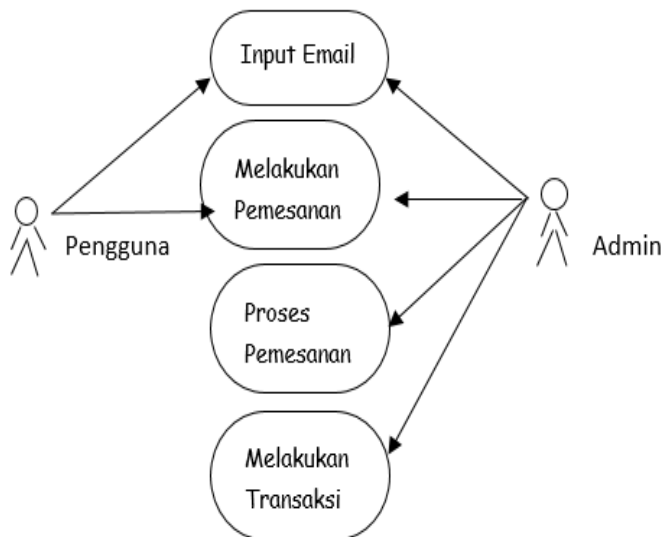 Input Email
Melakukan
Pemesanan
Pengguna
Admin
Proses
Pemesanan
Melakukan
Transaksi